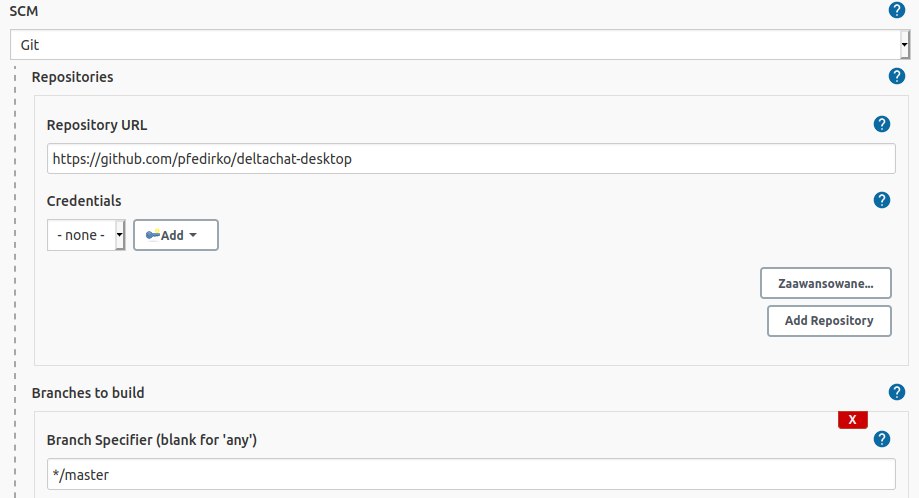 SCM
Git
Repositories
Repository URL
https://github.com/pfedirko/deltachat-desktop
Credentials
- none -
Add
Zaawansowane...
Add Repository
Branches to build
X
Branch Specifier (blank for 'any')
*/master